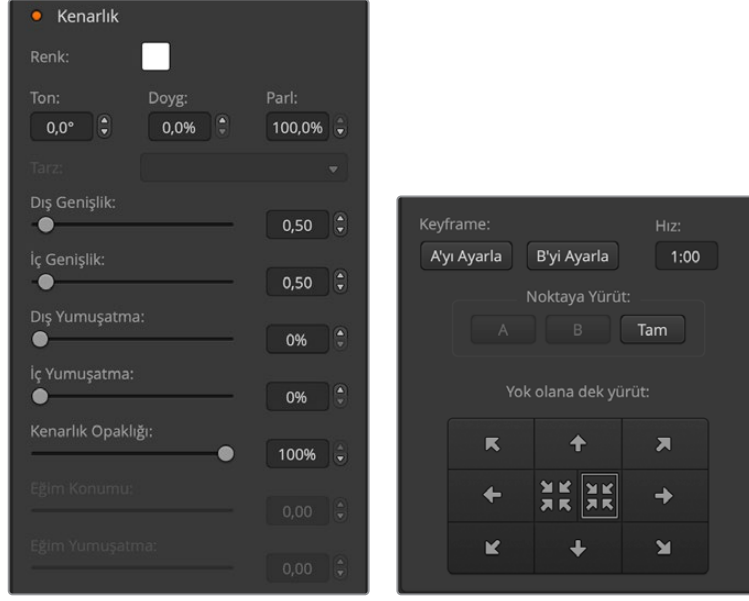 Kenarlık
Renk:
Ton: Doyg: Parl:
0,0° 0,0% 100,0%
Tarz:
Dış Genişlik:
0,50
İç Genişlik:
0,50
Dış Yumuşatma:
0%
İç Yumuşatma:
0%
Kenarlık Opaklığı:
100%
Eğim Konumu:
0,00
Eğim Yumuşatma:
0,00
Keyframe: Hız:
A'yı Ayarla B'yi Ayarla 1:00
Noktaya Yürüt:
A B Tam
Yok olana dek yürüt: